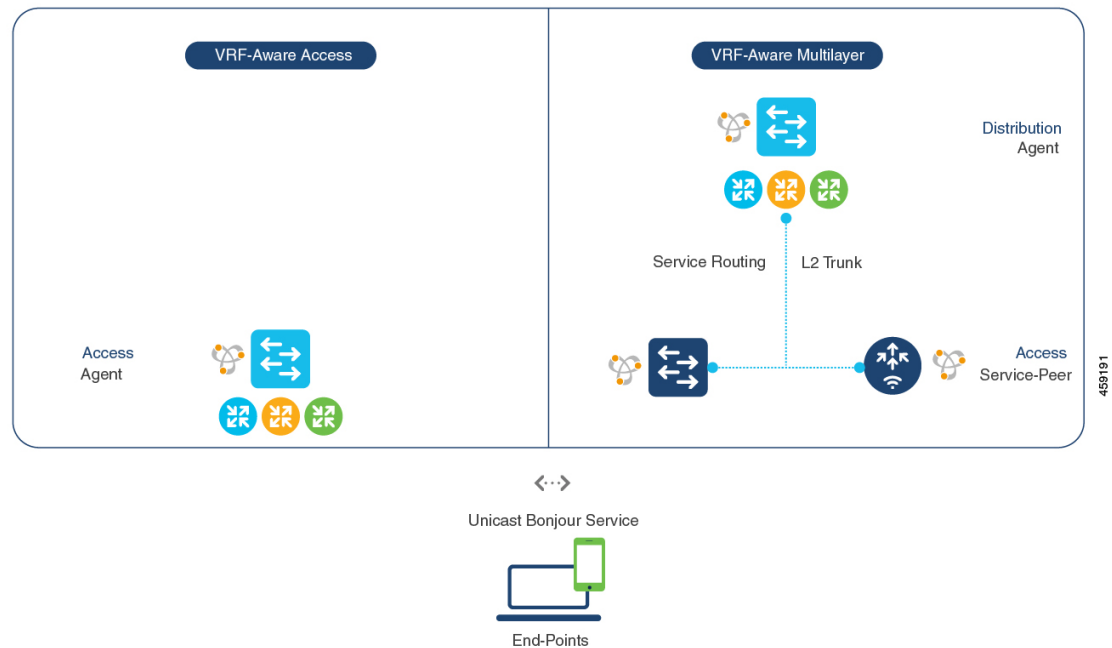 VRF-Aware Access
VRF-Aware Multilayer
Distribution
Agent
Service Routing
L2 Trunk
Access
Agent
Access
Service-Peer
459191
Unicast Bonjour Service
End-Points